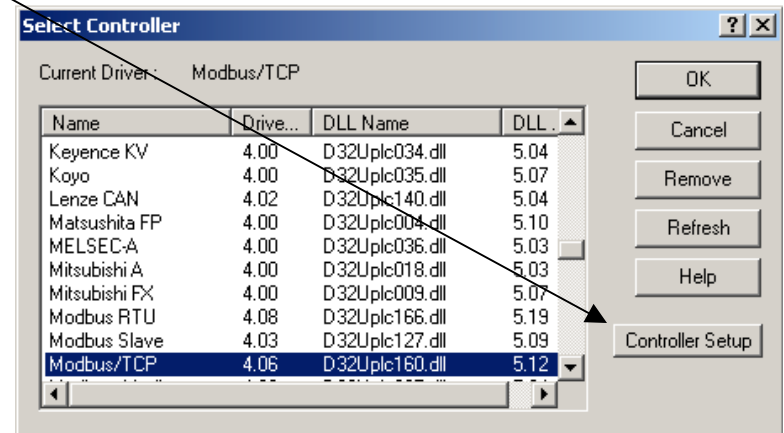 Select Controller
Current Driver : Modbus/TCP
OK
Cancel
Remove
Refresh
Help
Controller Setup
Name Drive... DLL Name DLL .
Keyence KV 4.00 D32Uplc034.dll 5.04
Koyo 4.00 D32Uplc035.dll 5.07
Lenze CAN 4.02 D32Uplc140.dll 5.04
Matsushita FP 4.00 D32Uplc004.dll 5.10
MELSEC-A 4.00 D32Uplc036.dll 5.03
Mitsubishi A 4.00 D32Uplc018.dll 5.03
Mitsubishi FX 4.00 D32Uplc009.dll 5.07
Modbus RTU 4.08 D32Uplc166.dll 5.19
Modbus Slave 4.03 D32Uplc127.dll 5.09
Modbus/TCP 4.06 D32Uplc160.dll 5.12